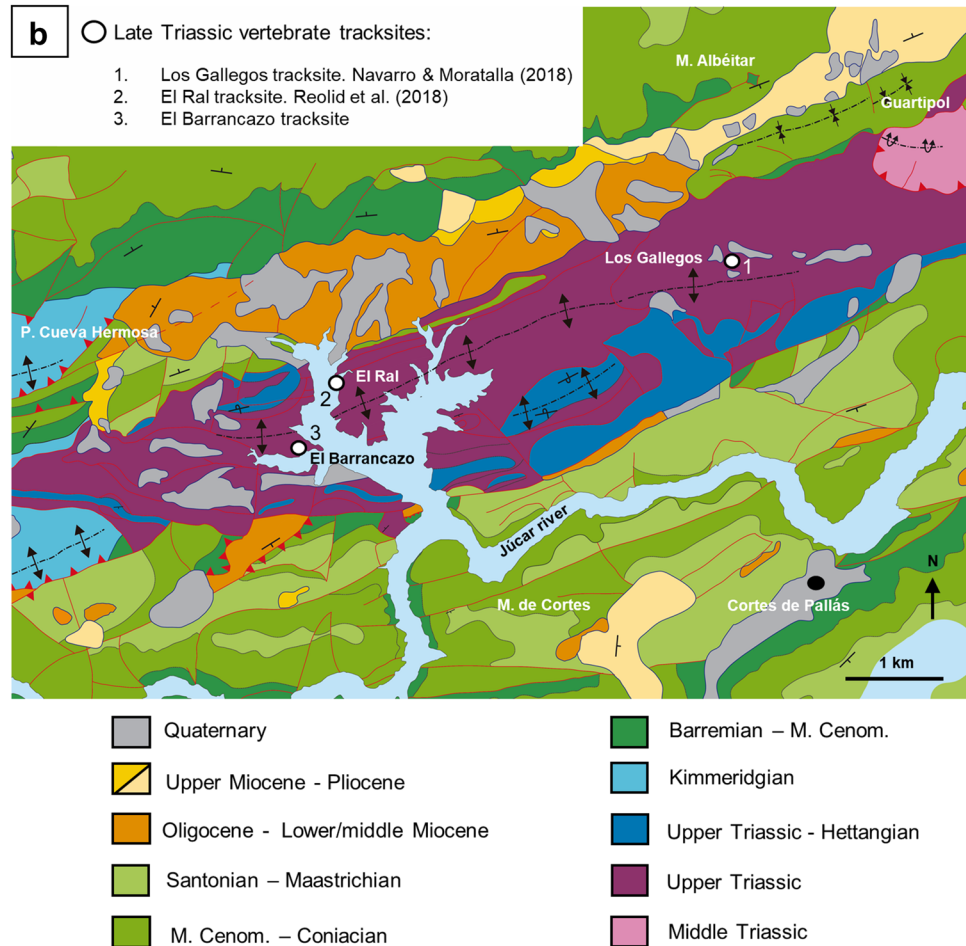 b
Late Triassic vertebrate tracksites:
1. Los Gallegos tracksite. Navarro & Moratalla (2018)
2. El Ral tracksite. Reolid et al. (2018)
3. El Barrancazo tracksite
M. Albéitar
Guartipol
Los Gallegos
1
P. Cueva Hermosa
El Ral
2
3
El Barrancazo
Júcar river
N
M. de Cortes
Cortes de Pallás
1 km
Quaternary
Upper Miocene - Pliocene
Oligocene - Lower/middle Miocene
Santonian – Maastrichian
M. Cenom. – Coniacian
Barremian – M. Cenom.
Kimmeridgian
Upper Triassic - Hettangian
Upper Triassic
Middle Triassic